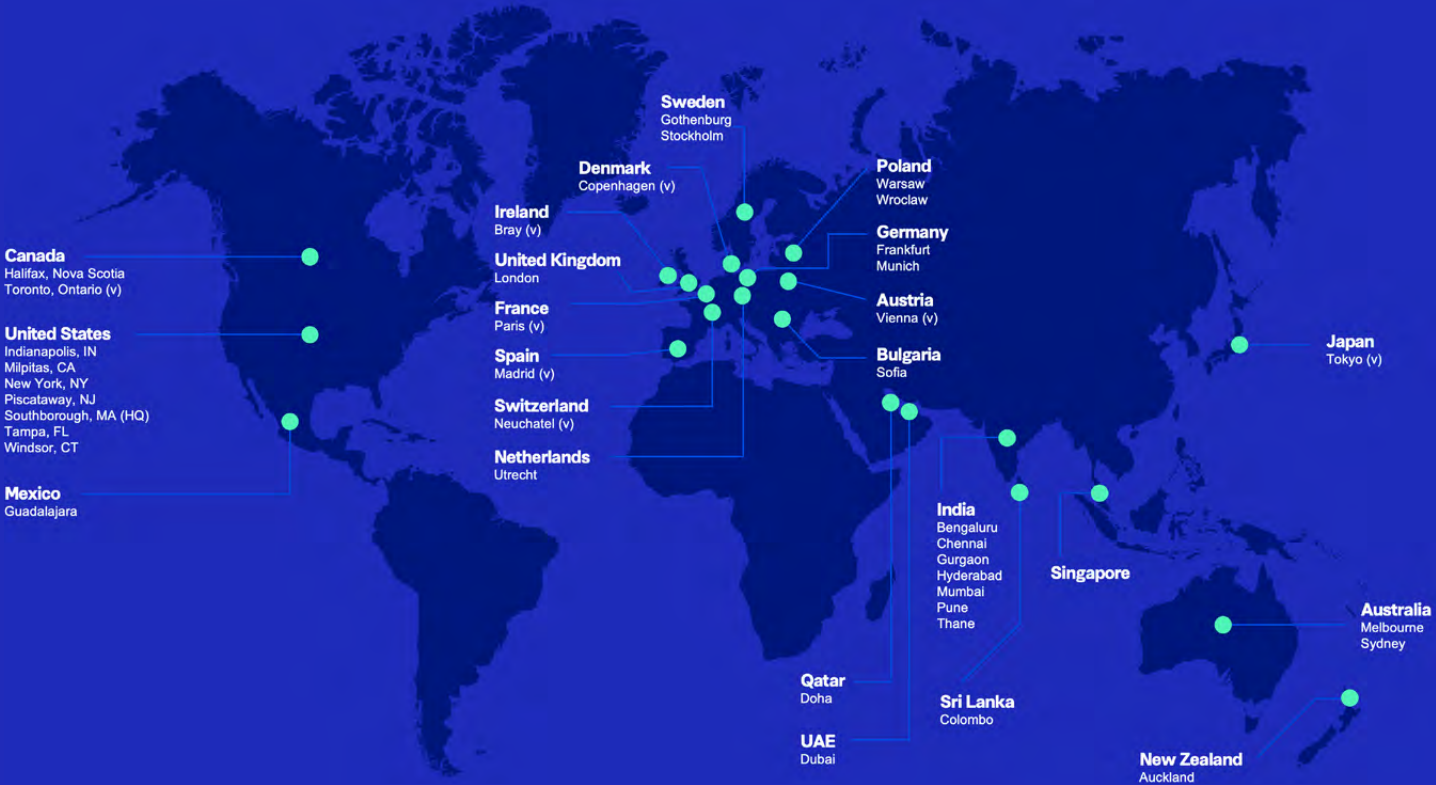 Sweden
Gothenburg
Stockholm
Denmark
Copenhagen (v)
Poland
Warsaw
Wroclaw
Ireland
Bray (v)
Germany
Frankfurt
Munich
Canada
Halifax, Nova Scotia
Toronto, Ontario (v)
United Kingdom
London
France
Paris (v)
Austria
Vienna (v)
United States
Indianapolis, IN
Milpitas, CA
New York, NY
Piscataway, NJ
Southborough, MA (HQ)
Tampa, FL
Windsor, CT
Spain
Madrid (v)
Bulgaria
Sofia
Japan
Tokyo (v)
Switzerland
Neuchatel (v)
Netherlands
Utrecht
Mexico
Guadalajara
India
Bengaluru
Chennai
Gurgaon
Hyderabad
Mumbai
Pune
Thane
Singapore
Australia
Melbourne
Sydney
Qatar
Doha
Sri Lanka
Colombo
UAE
Dubai
New Zealand
Auckland